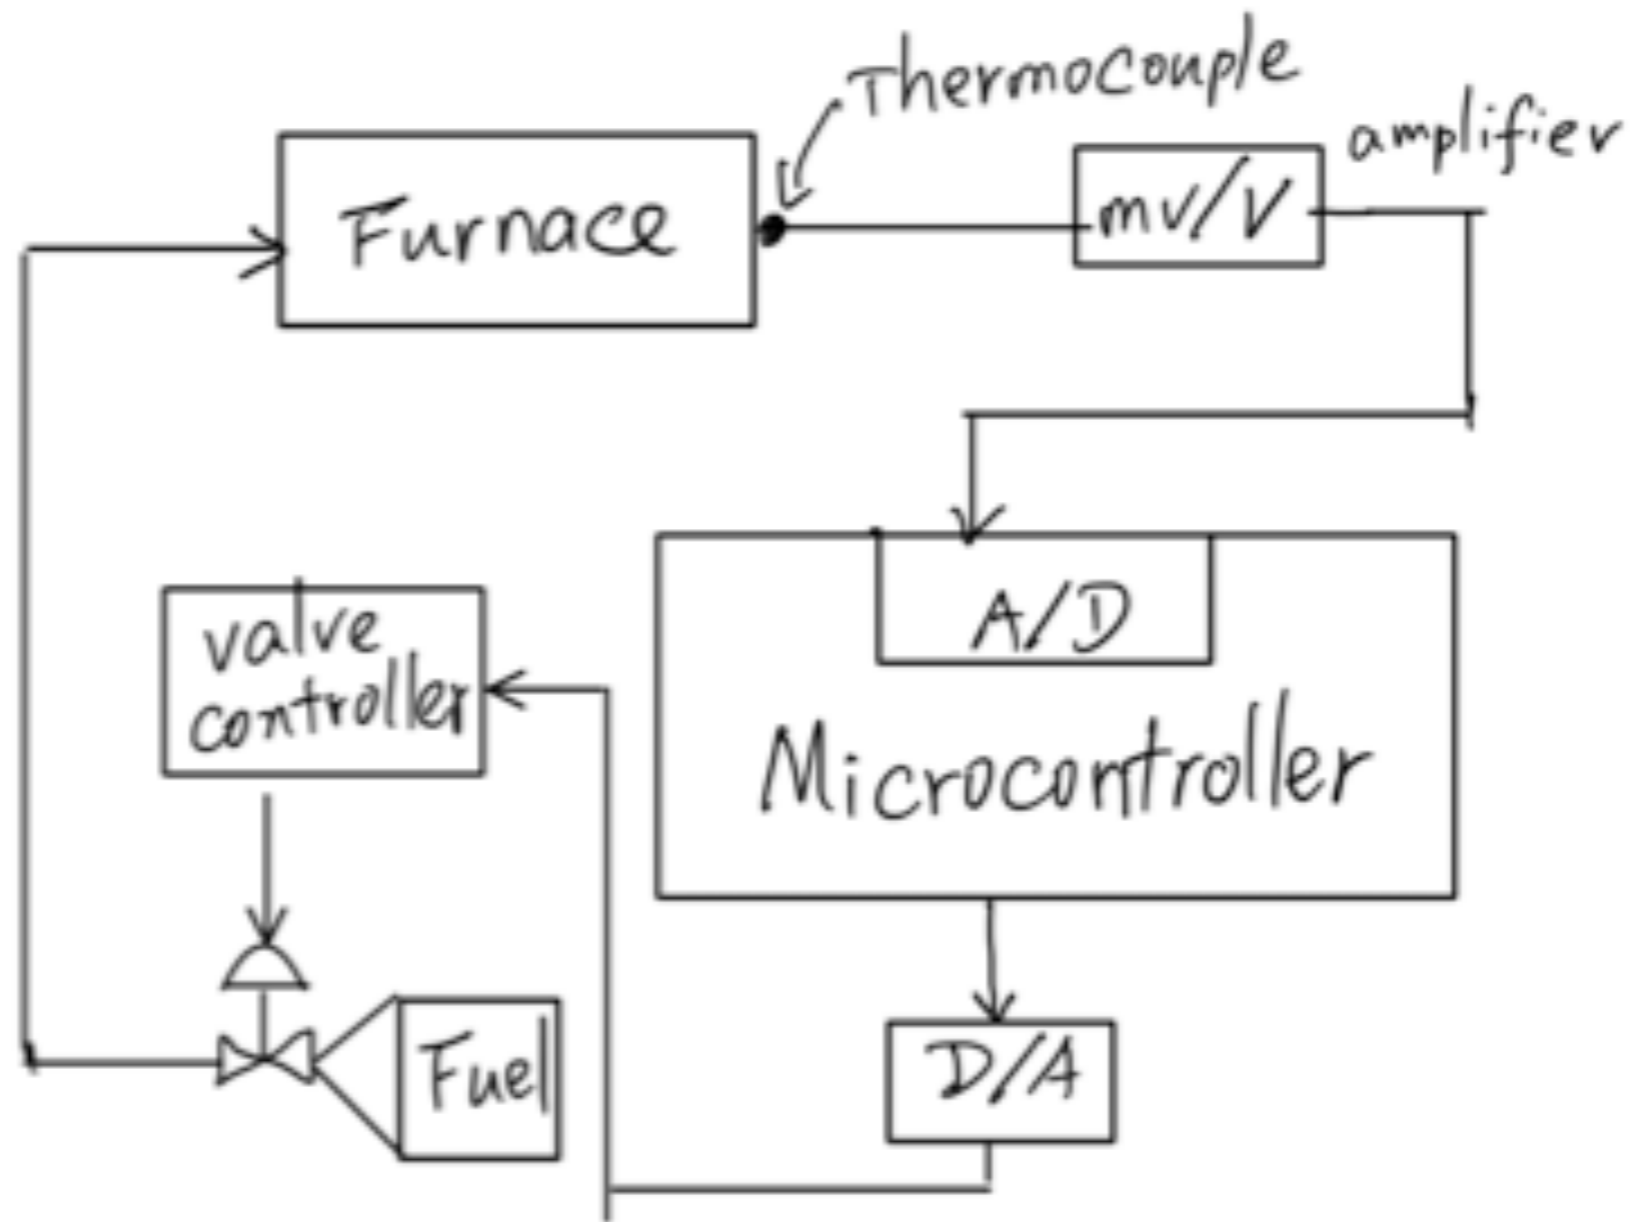 Thermocouple
amplifier
Furnace
mv/V
A/D
valve
controller
Microcontroller
Fuel
D/A